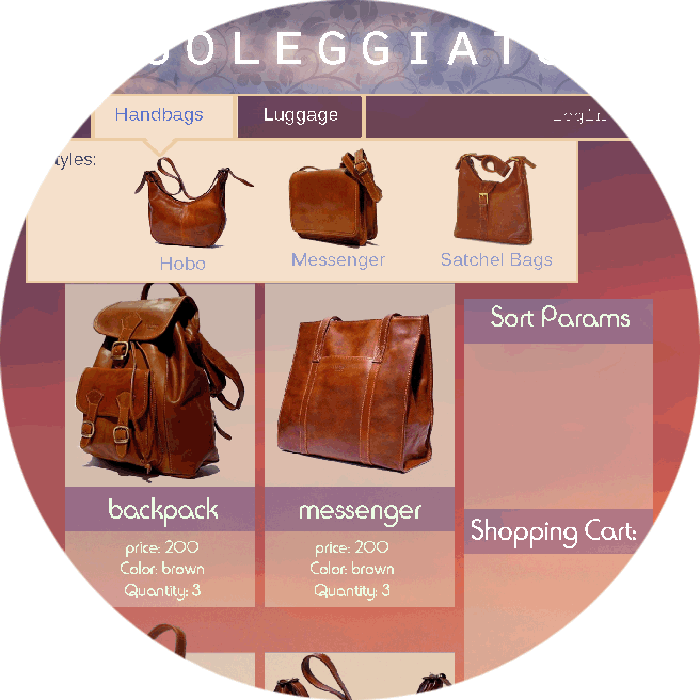 OLEGGIAT
Handbags Luggage Login
tyles:
Hobo Messenger Satchel Bags
Sort Params
backpack messenger
Shopping Cart:
price: 200 price: 200
Color: brown Color: brown
Quantity: 3 Quantity: 3